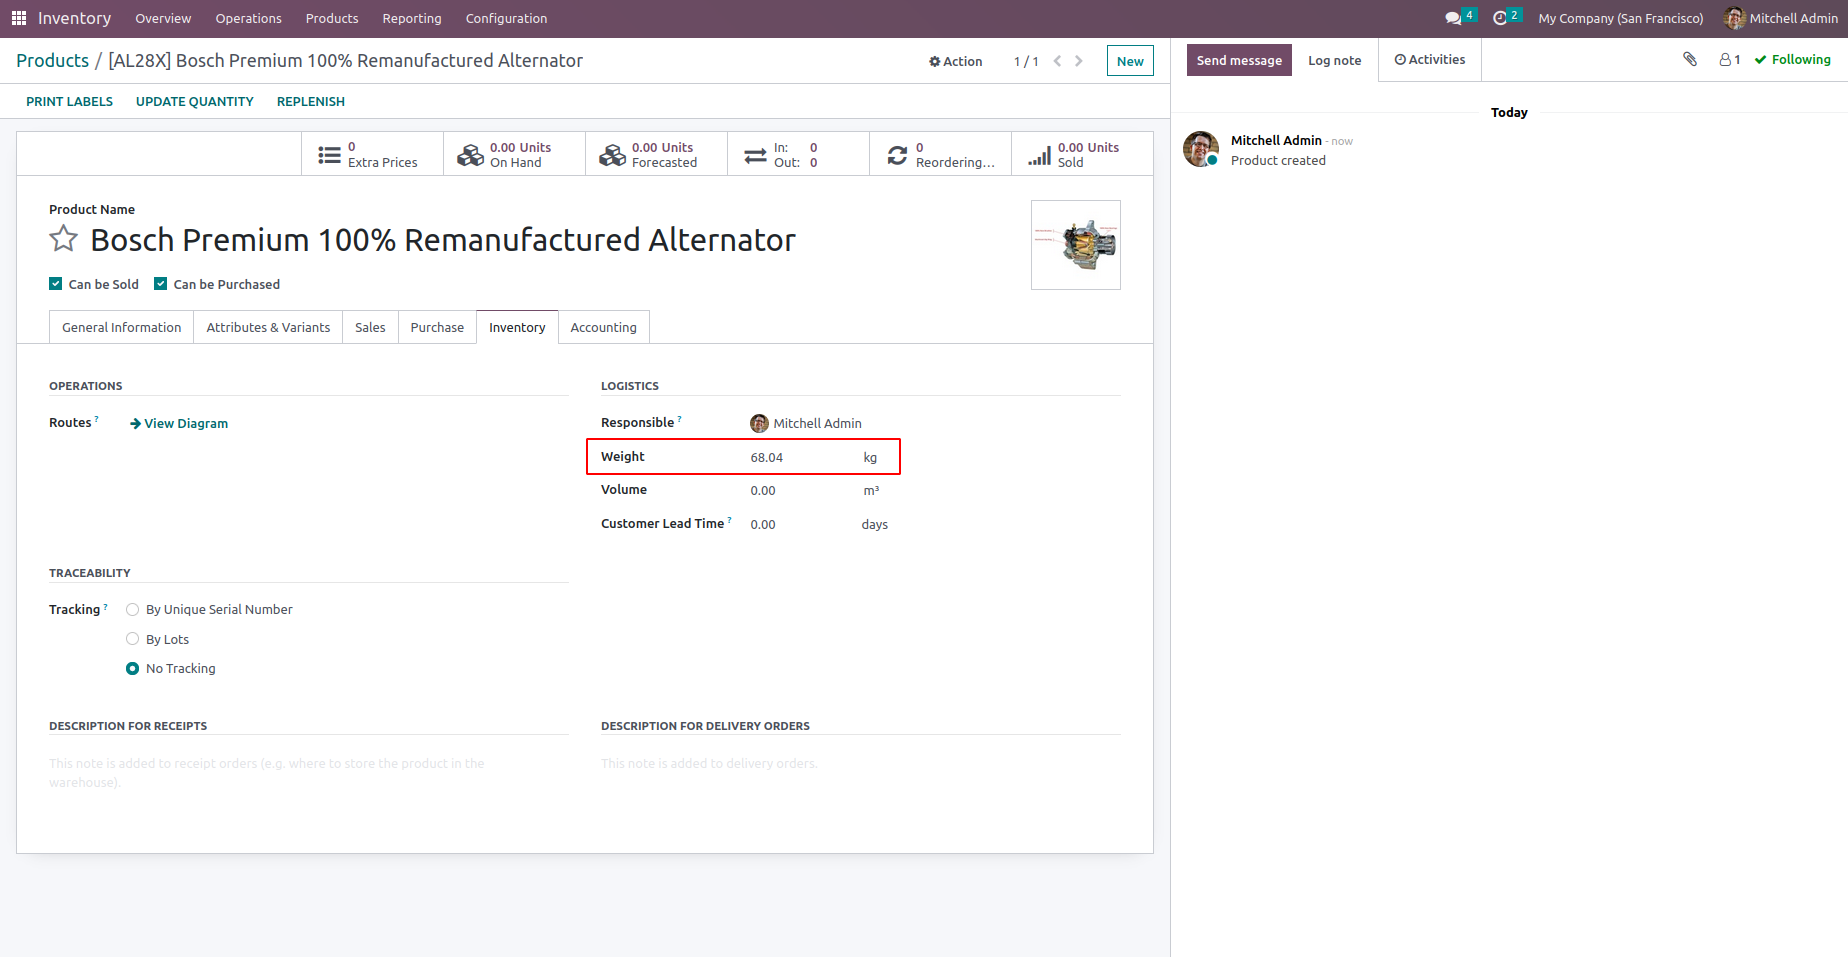 Inventory Overview Operations Products Reporting Configuration 4 2 My Company (San Francisco) Mitchell Admin
Products / [AL28X] Bosch Premium 100% Remanufactured Alternator Action 1 / 1 New
Send message Log note Activities 1 Following
PRINT LABELS UPDATE QUANTITY REPLENISH
Today
Mitchell Admin - now
Product created
0 Extra Prices
0.00 Units On Hand
0.00 Units Forecasted
In: 0
Out: 0
0 Reordering...
0.00 Units Sold
Product Name
Bosch Premium 100% Remanufactured Alternator
Can be Sold Can be Purchased
General Information Attributes & Variants Sales Purchase Inventory Accounting
OPERATIONS
Routes ? View Diagram
LOGISTICS
Responsible ? Mitchell Admin
Weight 68.04 kg
Volume 0.00 m³
Customer Lead Time ? 0.00 days
TRACEABILITY
Tracking ? By Unique Serial Number
By Lots
No Tracking
DESCRIPTION FOR RECEIPTS
This note is added to receipt orders (e.g. where to store the product in the
warehouse).
DESCRIPTION FOR DELIVERY ORDERS
This note is added to delivery orders.